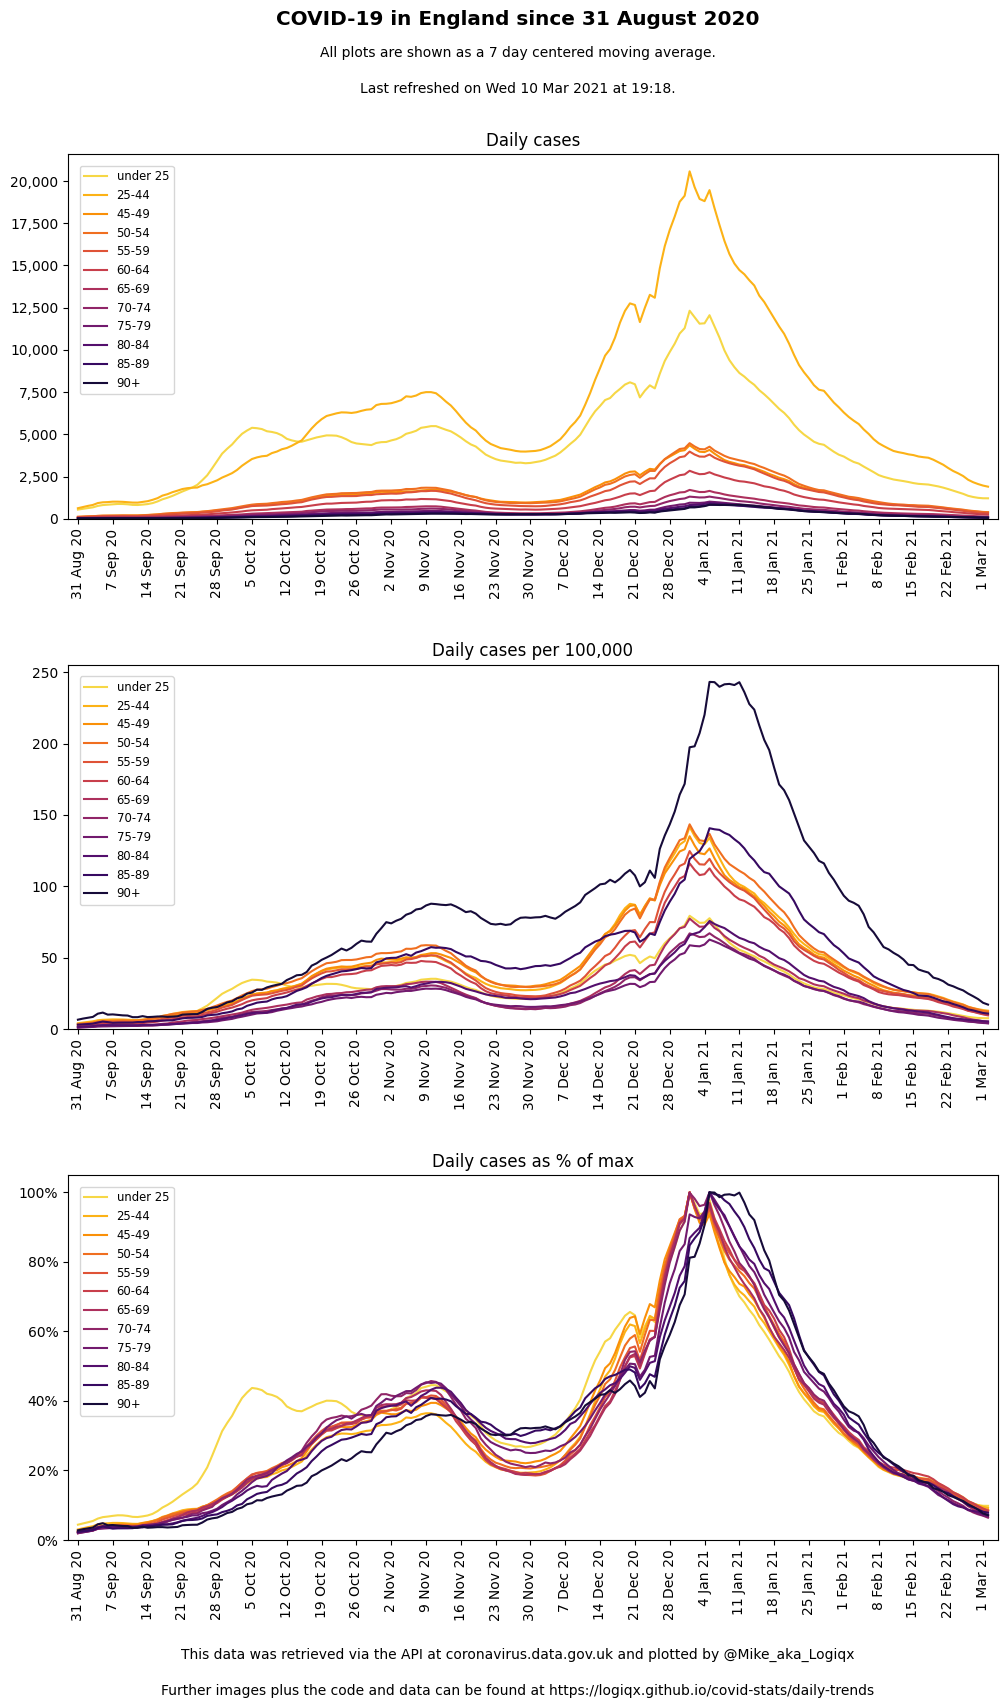 COVID-19 in England since 31 August 2020
All plots are shown as a 7 day centered moving average.
Last refreshed on Wed 10 Mar 2021 at 19:18.
Daily cases
20,000
17,500
15,000
12,500
10,000
7,500
5,000
2,500
0
under 25
25-44
45-49
50-54
55-59
60-64
65-69
70-74
75-79
80-84
85-89
90+
31 Aug 20
7 Sep 20
14 Sep 20
21 Sep 20
28 Sep 20
5 Oct 20
12 Oct 20
19 Oct 20
26 Oct 20
2 Nov 20
9 Nov 20
16 Nov 20
23 Nov 20
30 Nov 20
7 Dec 20
14 Dec 20
21 Dec 20
28 Dec 20
4 Jan 21
11 Jan 21
18 Jan 21
25 Jan 21
1 Feb 21
8 Feb 21
15 Feb 21
22 Feb 21
1 Mar 21
Daily cases per 100,000
250
200
150
100
50
0
under 25
25-44
45-49
50-54
55-59
60-64
65-69
70-74
75-79
80-84
85-89
90+
31 Aug 20
7 Sep 20
14 Sep 20
21 Sep 20
28 Sep 20
5 Oct 20
12 Oct 20
19 Oct 20
26 Oct 20
2 Nov 20
9 Nov 20
16 Nov 20
23 Nov 20
30 Nov 20
7 Dec 20
14 Dec 20
21 Dec 20
28 Dec 20
4 Jan 21
11 Jan 21
18 Jan 21
25 Jan 21
1 Feb 21
8 Feb 21
15 Feb 21
22 Feb 21
1 Mar 21
Daily cases as % of max
100%
80%
60%
40%
20%
0%
under 25
25-44
45-49
50-54
55-59
60-64
65-69
70-74
75-79
80-84
85-89
90+
31 Aug 20
7 Sep 20
14 Sep 20
21 Sep 20
28 Sep 20
5 Oct 20
12 Oct 20
19 Oct 20
26 Oct 20
2 Nov 20
9 Nov 20
16 Nov 20
23 Nov 20
30 Nov 20
7 Dec 20
14 Dec 20
21 Dec 20
28 Dec 20
4 Jan 21
11 Jan 21
18 Jan 21
25 Jan 21
1 Feb 21
8 Feb 21
15 Feb 21
22 Feb 21
1 Mar 21
This data was retrieved via the API at coronavirus.data.gov.uk and plotted by @Mike_aka_Logiqx
Further images plus the code and data can be found at https://logiqx.github.io/covid-stats/daily-trends